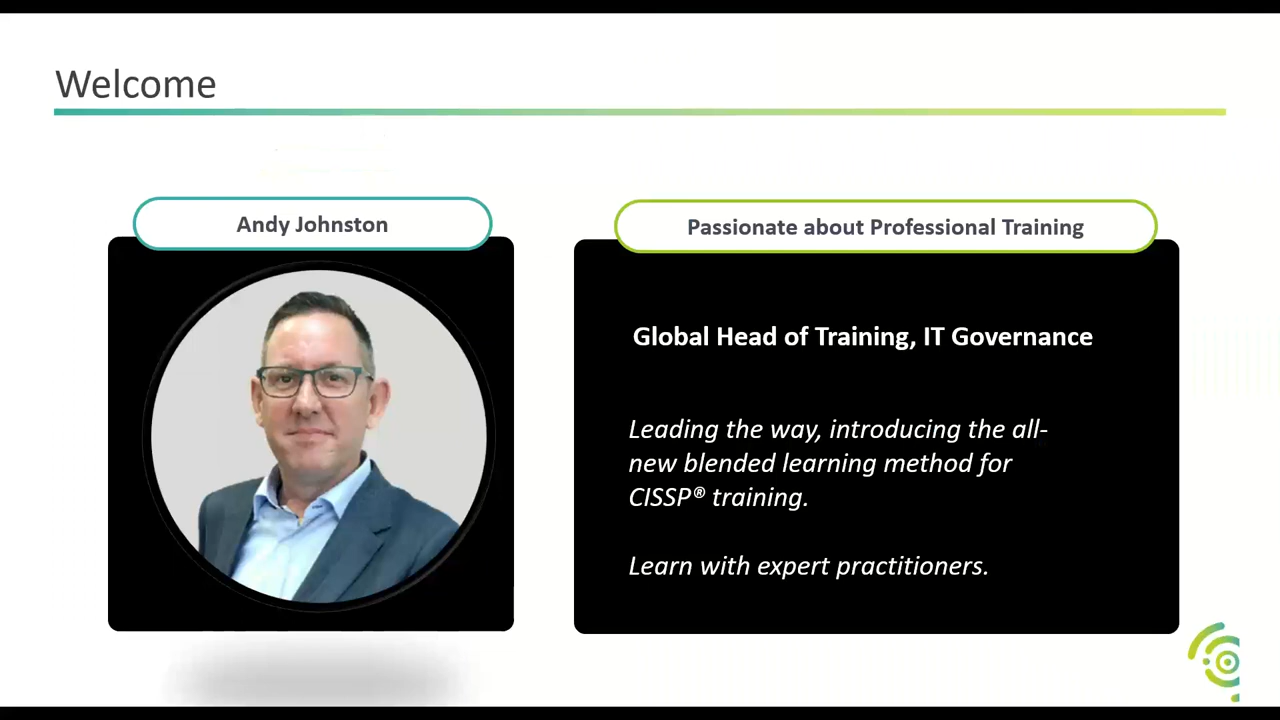 Welcome
Andy Johnston
Passionate about Professional Training
Global Head of Training, IT Governance
Leading the way, introducing the all-
new blended learning method for
CISSP® training.
Learn with expert practitioners.